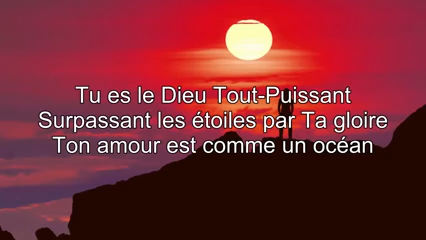 Tu es le Dieu Tout-Puissant
Surpassant les étoiles par Ta gloire
Ton amour est comme un océan